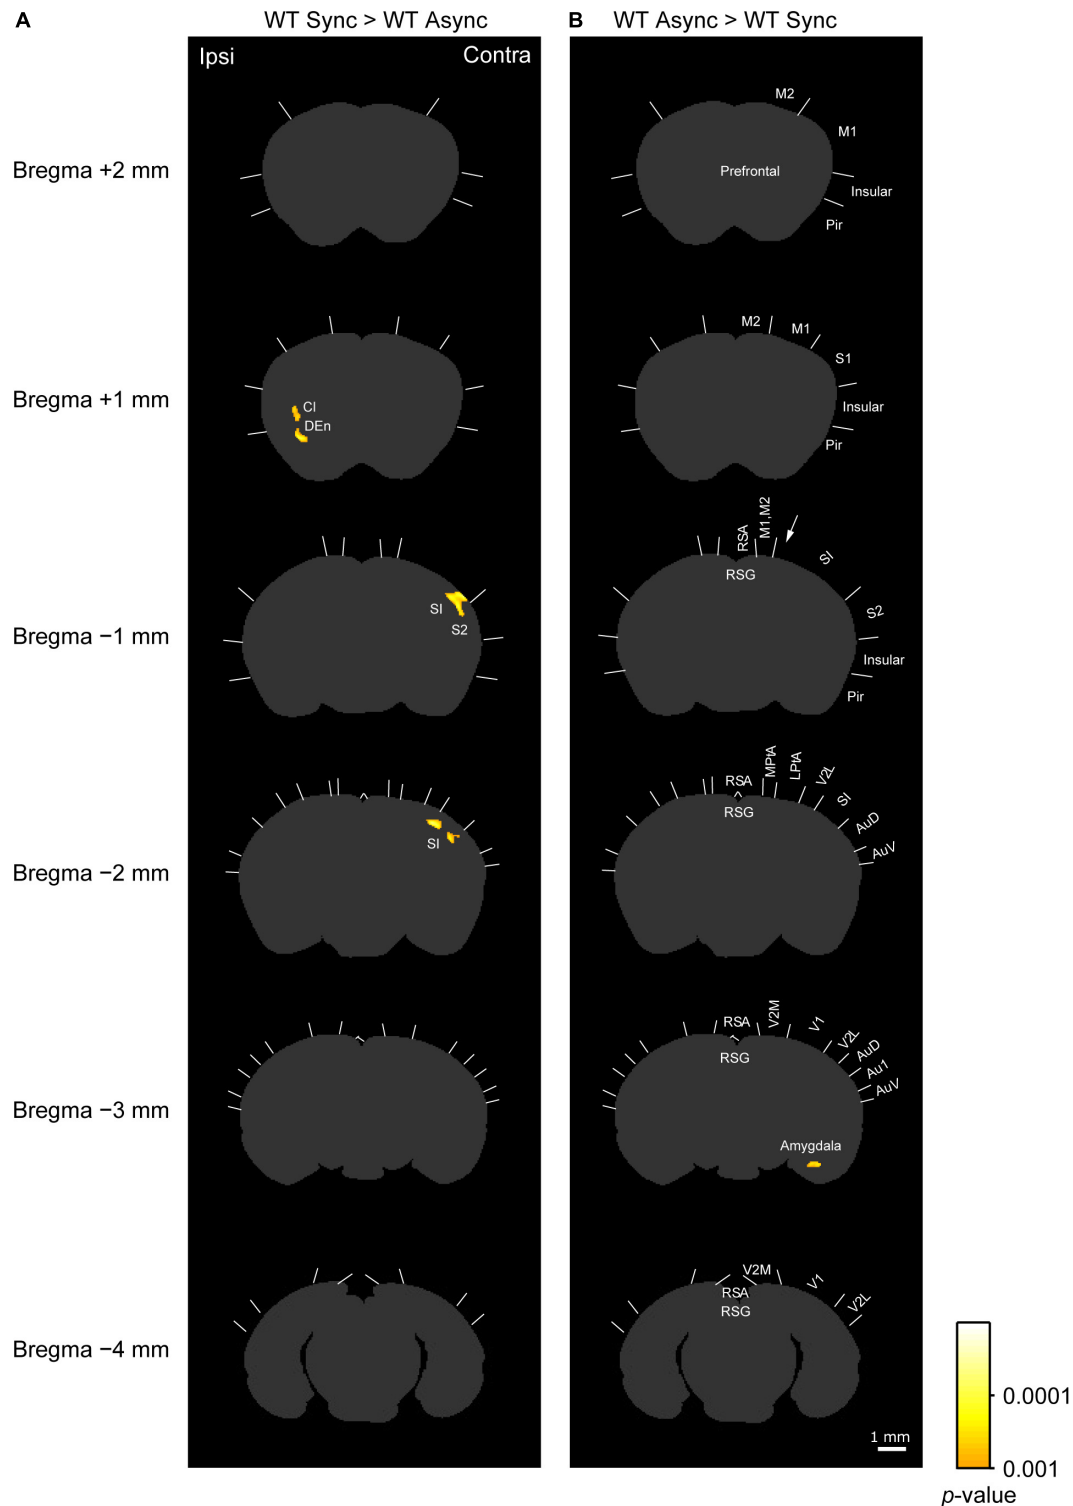 A WT Sync > WT Async
B WT Async > WT Sync
Ipsi Contra
Bregma +2 mm
M2
M1
Prefrontal
Insular
Pir
Bregma +1 mm
Cl
DEn
M2
M1
S1
Insular
Pir
Bregma −1 mm
SI
S2
RSA
M1,M2
RSG
SI
S2
Insular
Pir
Bregma −2 mm
SI
RSA
MPtA
LPtA
V2L
SI
RSG
AuD
AuV
Bregma −3 mm
RSA
V2M
V1
V2L
AuD
Au1
AuV
RSG
Amygdala
Bregma −4 mm
V2M
V1
V2L
RSA
RSG
1 mm
0.0001
0.001
p-value